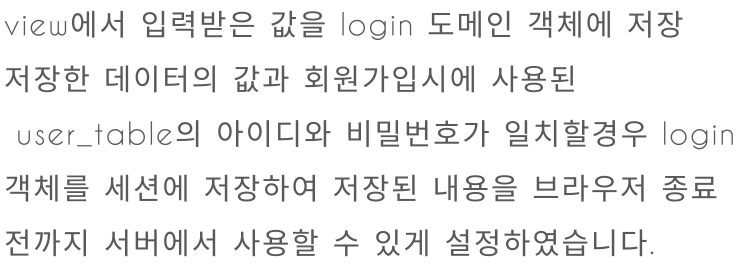 view에서 입력받은 값을 login 도메인 객체에 저장
저장한 데이터의 값과 회원가입시에 사용된
user_table의 아이디와 비밀번호가 일치할경우 login
객체를 세션에 저장하여 저장된 내용을 브라우저 종료
전까지 서버에서 사용할 수 있게 설정하였습니다.